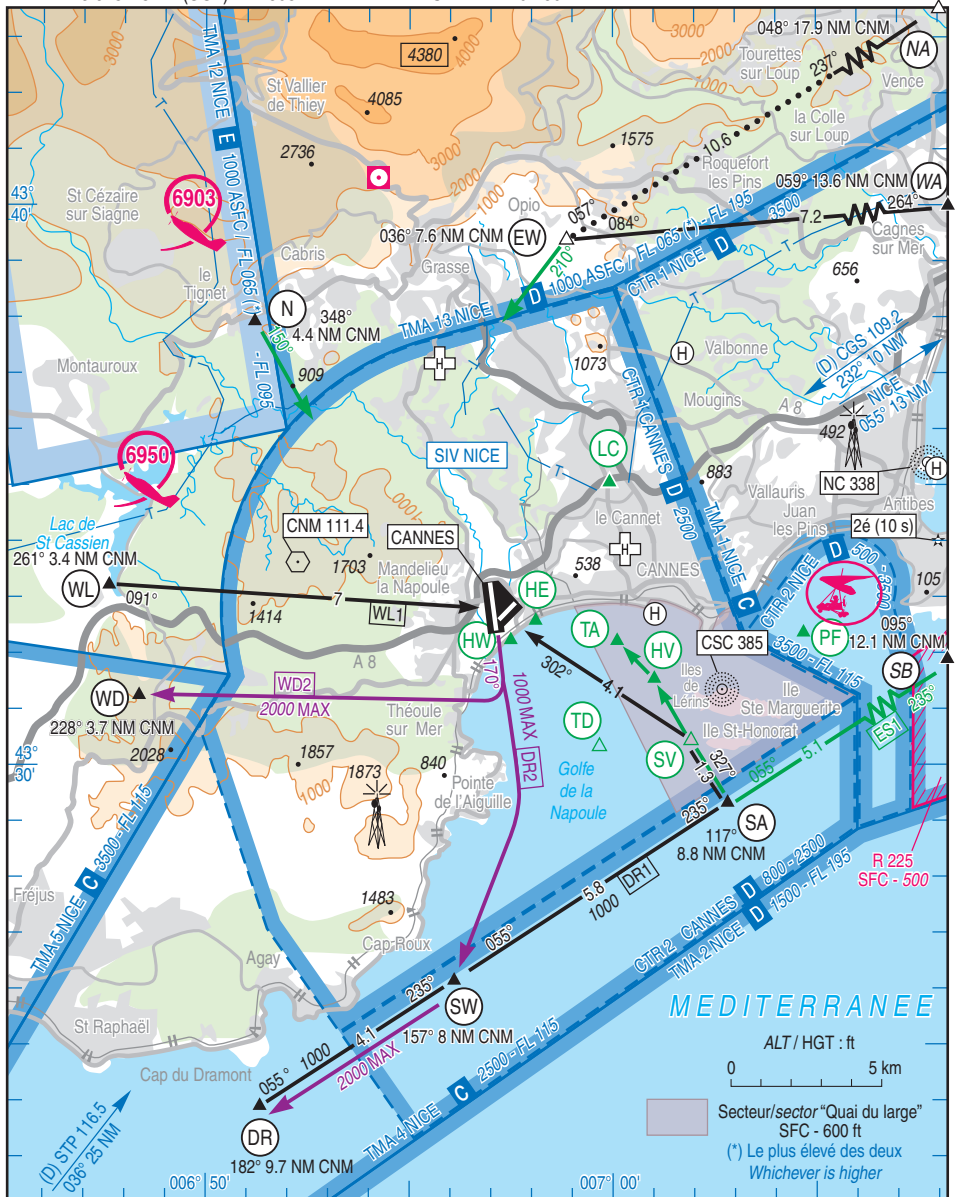 048° 17.9 NM CNM
NA
3000
4380
4000
3000
2000
1000
Tourettes
sur Loup
237°
Vence
TMA 12 NICE E 1000 ASFC / FL 065 (*) - FL 095
St Vallier
de Thiey
4085
la Colle
sur Loup
2736
3000
2000
1000
1575
10.6
Roquefort
les Pins
43°
40'
St Cézaire
sur Siagne
6903
Opio
059° 13.6 NM CNM
WA
036° 7.6 NM CNM
EW
057°
084°
7.2
264°
3500
Cagnes
sur Mer
Cabris
Grasse
210°
TMA 13 NICE D 1000 ASFC / FL 065 (*) - FL 195
CTR 1 NICE D
656
le
Tignet
N
348°
4.4 NM CNM
150°
Montauroux
909
H
1073
H
Valbonne
(D) CGS 109.2
232° 10 NM
NICE
055° 13 NM
Mougins
A 8
CTR 1 CANNES D 2500
492
6950
SIV NICE
LC
883
NC 338
H
Antibes
Vallauris
Juan
les Pins
TMA 1 NICE C 3500 - FL 115
Lac de
St Cassien
CNM 111.4
CANNES
le Cannet
1000
H
CANNES
2é (10 s)
261° 3.4 NM CNM
WL
091°
7
WL1
1703
Mandelieu
la Napoule
538
CTR 2 NICE D 500 - 3500
105
1414
HE
HW
TA
H
CSC 385
PF
095°
12.1 NM CNM
SB
A 8
170°
302°
4.1
HV
Iles
de
Lérins
Ile
Ste Marguerite
Ile St-Honorat
WD
WD2
2000 MAX
1000 MAX
DR2
228° 3.7 NM CNM
Théoule
sur Mer
TD
SV
235°
ES1
5.1
055°
43°
30'
2028
1857
1000
1873
840
Pointe
de l'Aiguille
Golfe
de la
Napoule
1.3
327°
235°
SA
117°
8.8 NM CNM
TMA 5 NICE C 3500 - FL 115
Fréjus
1483
5.8
1000
DR1
R 225
SFC - 500
CTR 2 CANNES D 800 - 2500
TMA 2 NICE D 1500 - FL 195
Cap Roux
Agay
055°
235°
SW
157° 8 NM CNM
MEDITERRANEE
St Raphaël
4.1
1000
2000 MAX
ALT / HGT : ft
Cap du Dramont
055°
0 5 km
TMA 4 NICE C 2500 - FL 115
DR
(D) STP 116.5
036° 25 NM
Secteur/sector "Quai du large"
SFC - 600 ft
182° 9.7 NM CNM
(*) Le plus élevé des deux
Whichever is higher
006° 50'
007° 00'